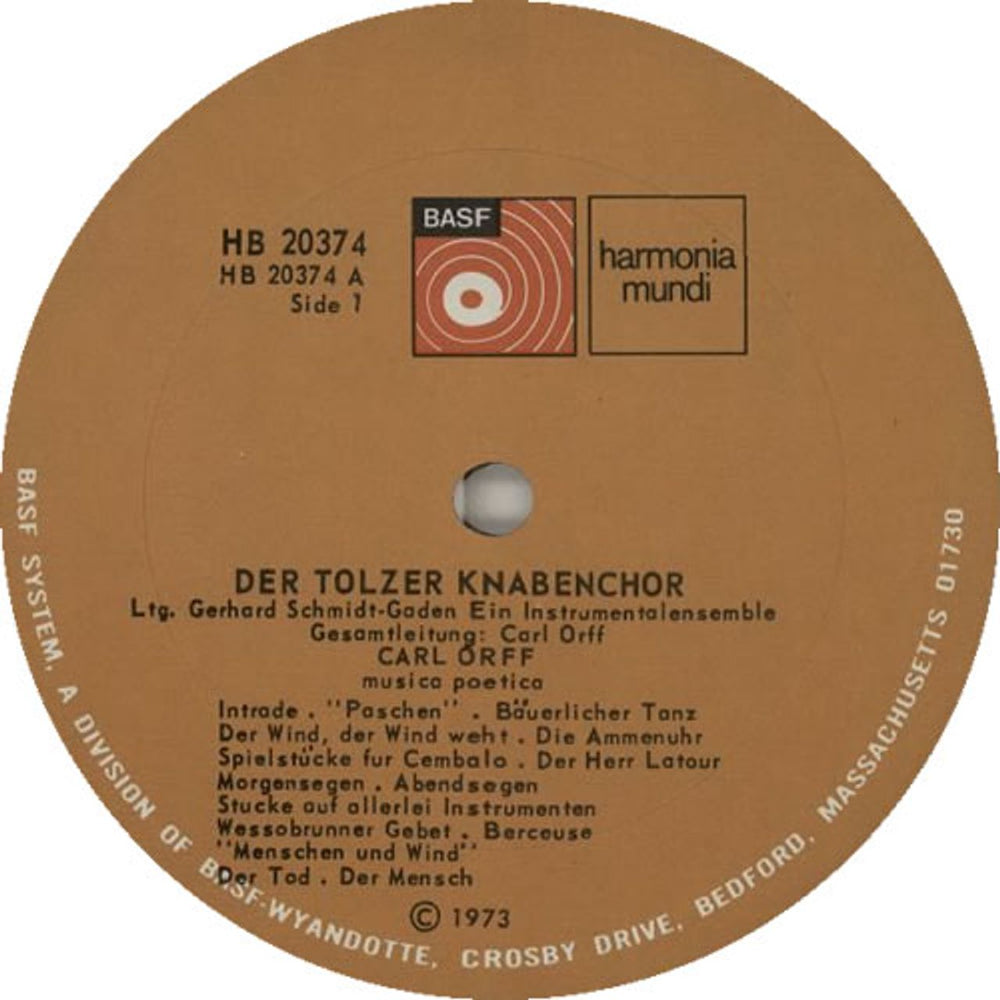 HB 20374
HB 20374 A
Side 1
BASF
harmonia
mundi
DER TOLZER KNABENCHOR
Ltg. Gerhard Schmidt-Gaden Ein Instrumentalensemble
Gesamtleitung: Carl Orff
CARL ORFF
musica poetica
Intrade . "Paschen" . Bäuerlicher Tanz
Der Wind, der Wind weht . Die Ammenuhr
Spielstücke fur Cembalo . Der Herr Latour
Morgensegen . Abendsegen
Stucke auf allerlei Instrumenten
Wessobrunner Gebet . Berceuse
"Menschen und Wind"
Der Tod . Der Mensch
© 1973
BASF SYSTEM, A DIVISION OF BASF-WYANDOTTE, CROSBY DRIVE, BEDFORD, MASSACHUSETTS 01730